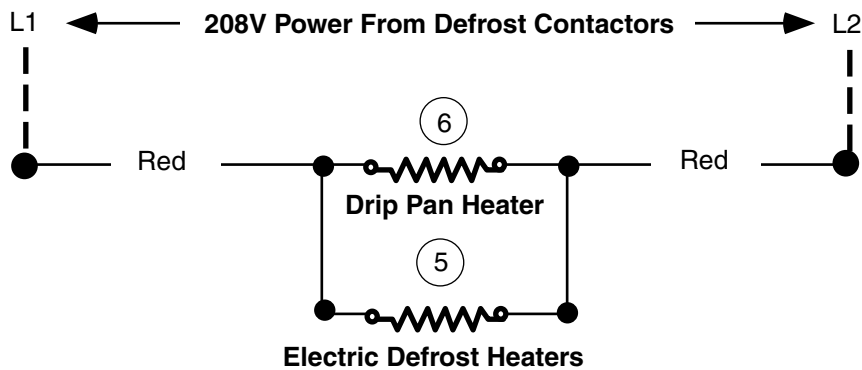 L1 208V Power From Defrost Contactors L2
6
Red Red
Drip Pan Heater
5
Electric Defrost Heaters